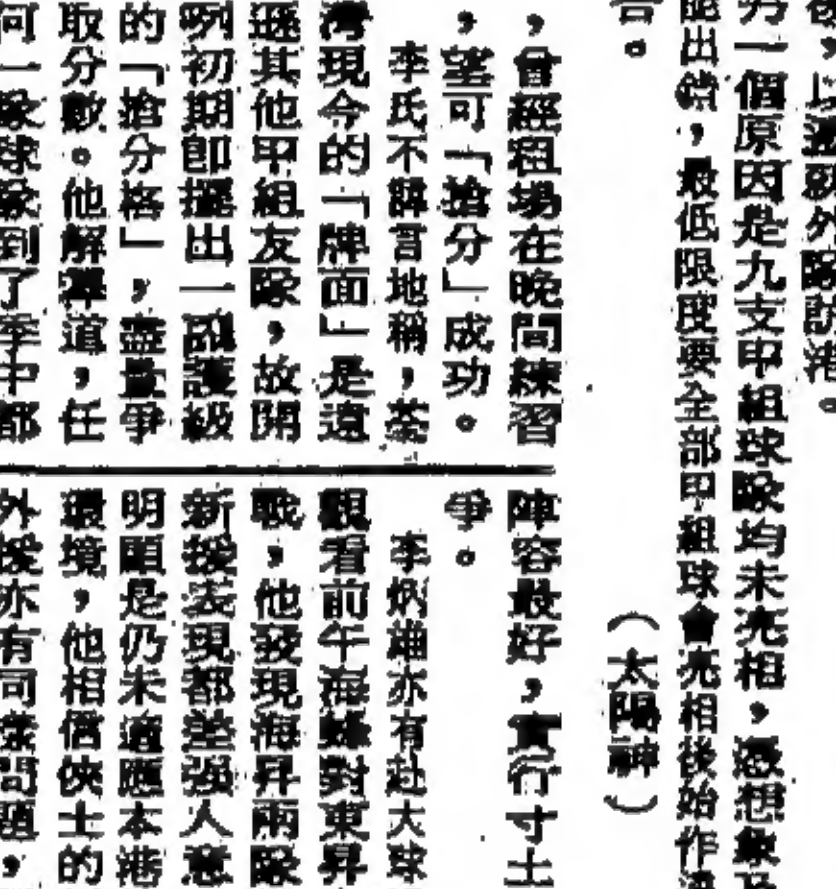 後，以邀
外隊訪港。
另一個原因是九支甲組球隊均未亮相，憑想象
能出錯，最低限度要全部甲組球會亮相後始作
言。
（太陽神）
，曾經租場在晚間練習
，望可「搶分」成功。
李氏不諱言地稱，荃
灣現今的「牌面」是遠
遜其他甲組友隊，故開
咧初期即擺出一副護級
的「搶分格」，盡量爭
取分數。他解釋道，任
何一隊球隊到了季中都
陣容最好，實行寸土
爭。
李炳雄亦有赴大球
觀看前午海蜂對東昇
戰，他發現海昇兩隊
新援表現都差強人意
明顯是仍未適應本港
環境，他相信俠士的
外援亦有同樣問題，